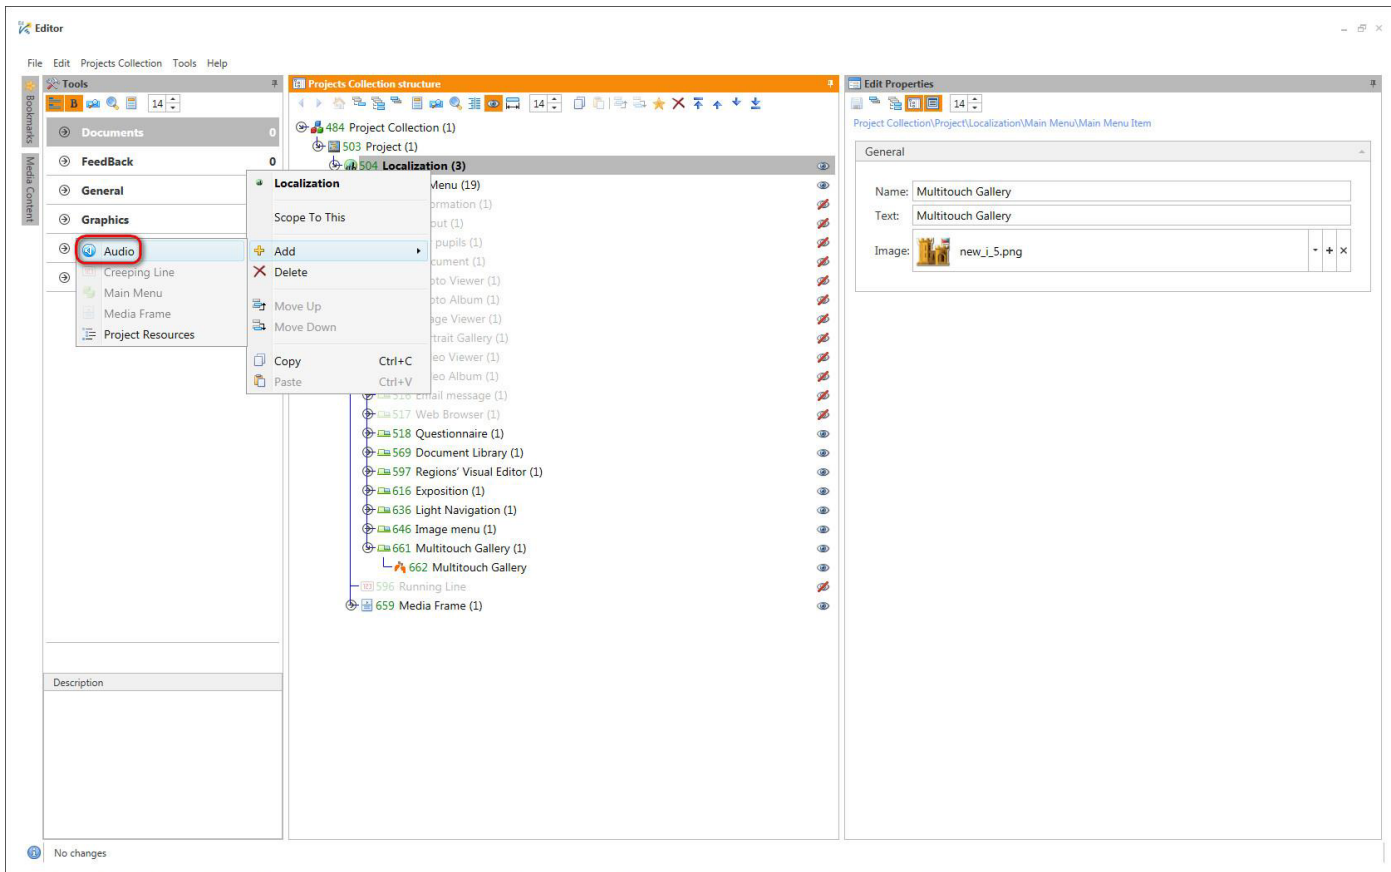 Editor
File Edit Projects Collection Tools Help
Bookmarks
Media Content
Tools
14
Documents 0
FeedBack 0
General
Graphics
Audio
Creeping Line
Main Menu
Media Frame
Project Resources
Description
Localization
Scope To This
Add
Delete
Move Up
Move Down
Copy Ctrl+C
Paste Ctrl+V
Projects Collection structure
14
484 Project Collection (1)
503 Project (1)
504 Localization (3)
Menu (19)
ormation (1)
out (1)
pupils (1)
cument (1)
oto Viewer (1)
oto Album (1)
age Viewer (1)
rtrait Gallery (1)
eo Viewer (1)
eo Album (1)
516 Email message (1)
517 Web Browser (1)
518 Questionnaire (1)
569 Document Library (1)
597 Regions' Visual Editor (1)
616 Exposition (1)
636 Light Navigation (1)
646 Image menu (1)
661 Multitouch Gallery (1)
662 Multitouch Gallery
596 Running Line
659 Media Frame (1)
Edit Properties
14
Project Collection\Project\Localization\Main Menu\Main Menu Item
General
Name: Multitouch Gallery
Text: Multitouch Gallery
Image: new_i_5.png
No changes